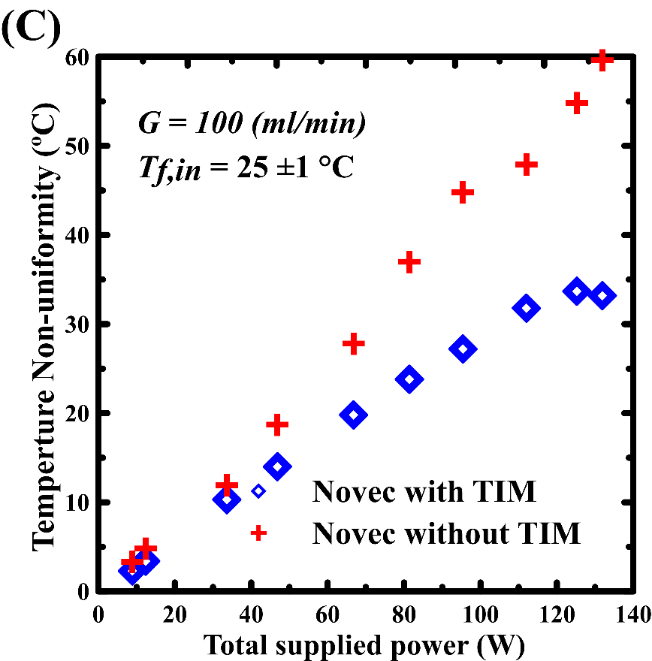 (C)
60
50
40
30
20
10
0
Temperture Non-uniformity (ºC)
G = 100 (ml/min)
Tf,in = 25 ±1 °C
Novec with TIM
Novec without TIM
0 20 40 60 80 100 120 140
Total supplied power (W)